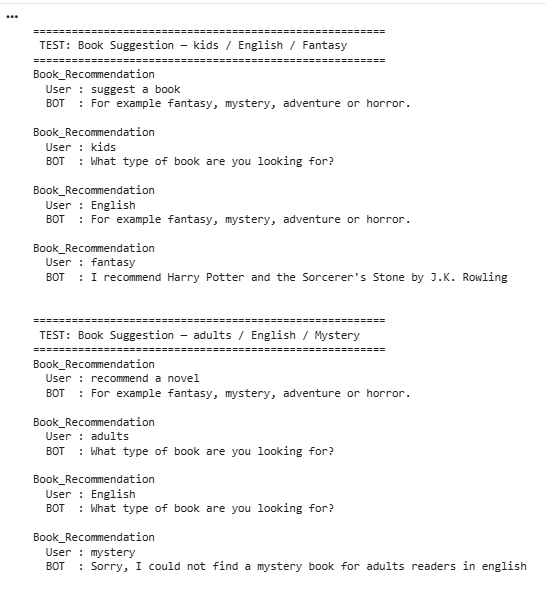 •••
=======================================================
TEST: Book Suggestion — kids / English / Fantasy
=======================================================
Book_Recommendation
User : suggest a book
BOT  : For example fantasy, mystery, adventure or horror.
Book_Recommendation
User : kids
BOT  : What type of book are you looking for?
Book_Recommendation
User : English
BOT  : For example fantasy, mystery, adventure or horror.
Book_Recommendation
User : fantasy
BOT  : I recommend Harry Potter and the Sorcerer's Stone by J.K. Rowling
=======================================================
TEST: Book Suggestion — adults / English / Mystery
=======================================================
Book_Recommendation
User : recommend a novel
BOT  : For example fantasy, mystery, adventure or horror.
Book_Recommendation
User : adults
BOT  : What type of book are you looking for?
Book_Recommendation
User : English
BOT  : What type of book are you looking for?
Book_Recommendation
User : mystery
BOT  : Sorry, I could not find a mystery book for adults readers in english